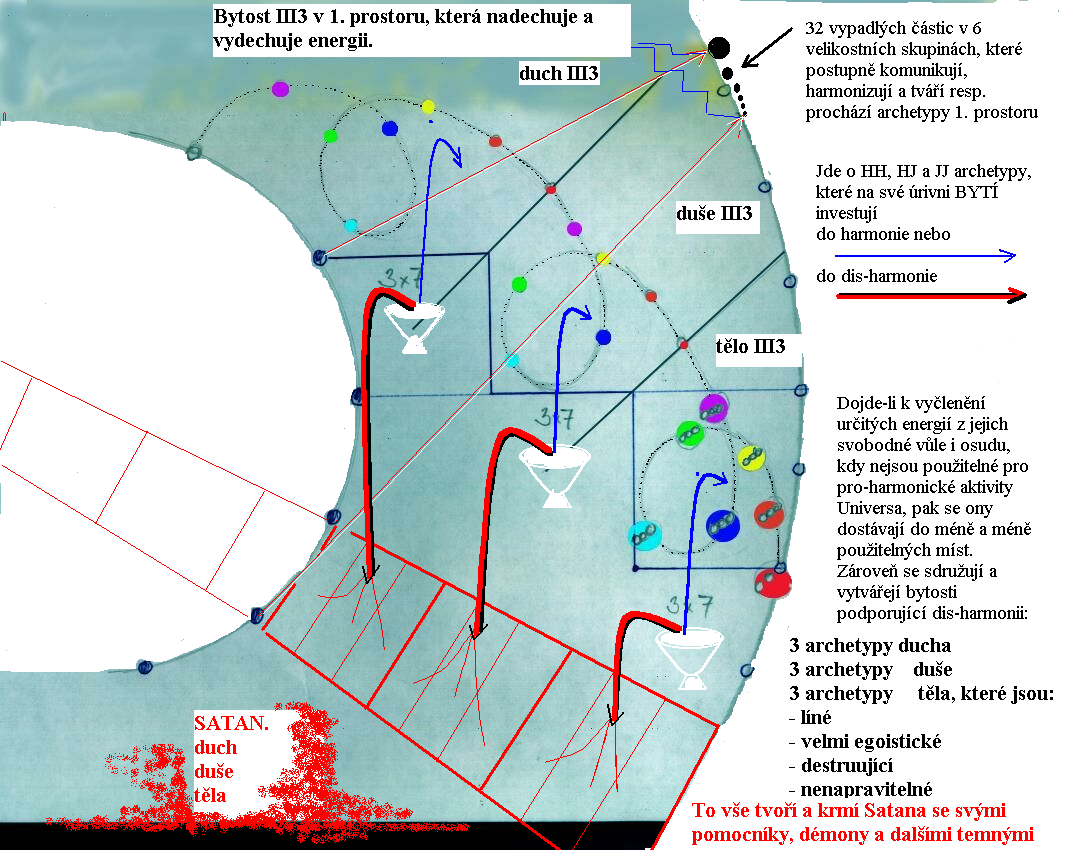 Bytost III3 v 1. prostoru, která nadechuje a
vydechuje energii.
duch III3
32 vypadlých částic v 6
velikostních skupinách, které
postupně komunikují,
harmonizují a tváří resp.
prochází archetypy 1. prostoru
Jde o HH, HJ a JJ archetypy,
které na své úrivni BYTÍ
investují
do harmonie nebo
do dis-harmonie
duše III3
3x7
tělo III3
3x7
Dojde-li k vyčlenění
určitých energií z jejich
svobodné vůle i osudu,
kdy nejsou použitelné pro
pro-harmonické aktivity
Universa, pak se ony
dostávají do méně a méně
použitelných míst.
Zároveň se sdružují a
vytvářejí bytosti
podporující dis-harmonii:
3x7
3 archetypy ducha
3 archetypy duše
3 archetypy těla, které jsou:
- líné
- velmi egoistické
- destruující
- nenapravitelné
SATAN.
duch
duše
těla
To vše tvoří a krmí Satana se svými
pomocníky, démony a dalšími temnými